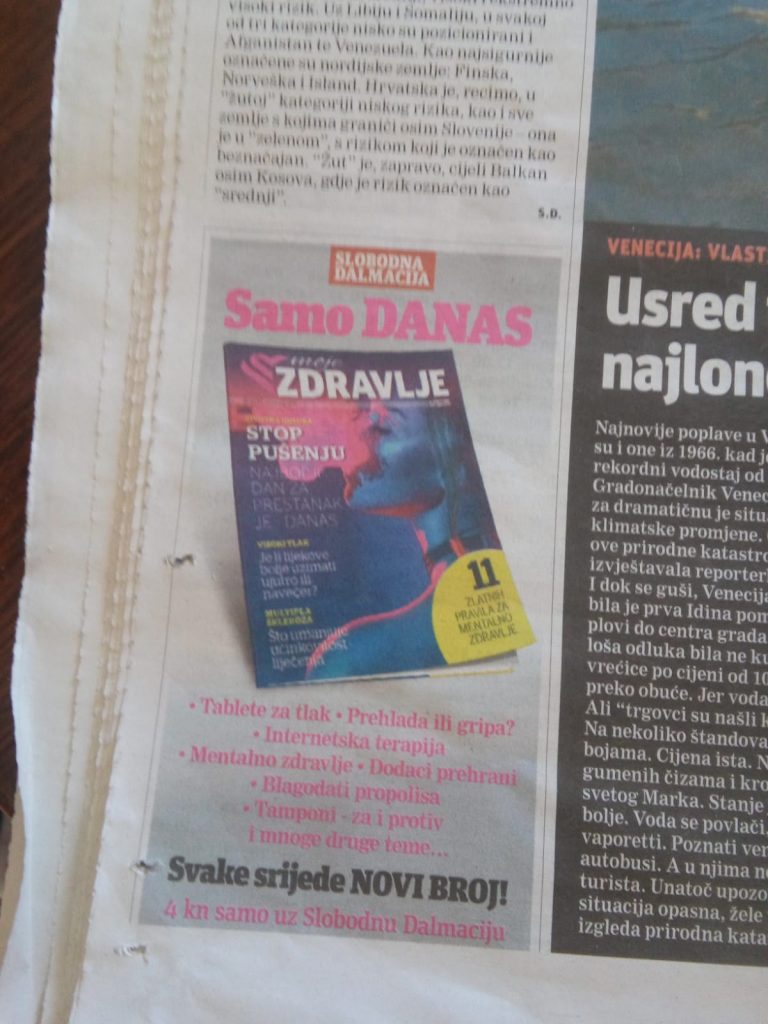 visoki rizik. Uz Libiju i Somaliju, u svakoj
od tri kategorije nisko su pozicionirani i
Afganistan te Venezuela. Kao najsigurnije
označene su nordijske zemlje: Finska,
Norveška i Island. Hrvatska je, recimo, u
"žutoj" kategoriji niskog rizika, kao i sve
zemlje s kojima graniči osim Slovenije - ona
je u "zelenom", s rizikom koji je označen kao
beznačajan. "Žut" je, zapravo, cijeli Balkan
osim Kosova, gdje je rizik označen kao
"srednji".
S.D.
SLOBODNA
DALMACIJA
Samo DANAS
moje
ZDRAVLJE
STOP
PUŠENJU
NAJBOLJI
DAN ZA
PRESTANAK
JE DANAS
VISOKI TLAK
Je li lijekove
bolje uzimati
ujutro ili
navečer?
MULTIPLA
SKLEROZA
Što umanjuje
učinkovitost
liječenja
11
ZLATNIH
PRAVILA ZA
MENTALNO
ZDRAVLJE
• Tablete za tlak • Prehlada ili gripa?
• Internetska terapija
• Mentalno zdravlje • Dodaci prehrani
• Blagodati propolisa
• Tamponi - za i protiv
i mnoge druge teme...
Svake srijede NOVI BROJ!
4 kn samo uz Slobodnu Dalmaciju
VENECIJA: VLAST
Usred
najlon
Najnovije poplave u V
su i one iz 1966. kad je
rekordni vodostaj od
Gradonačelnik Venec
za dramatičnu je situa
klimatske promjene.
ove prirodne katastro
izvještavala reporter
I dok se guši, Venecija
bila je prva Idina pom
plovi do centra grada
loša odluka bila ne ku
vrećice po cijeni od 10
preko obuće. Jer voda
Ali "trgovci su našli k
Na nekoliko štandova
bojama. Cijena ista. N
gumenih čizama i kro
svetog Marka. Stanje
bolje. Voda se povlači,
vaporetti. Poznati ven
autobusi. A u njima ne
turista. Unatoč upozo
situacija opasna, žele
izgleda prirodna kata